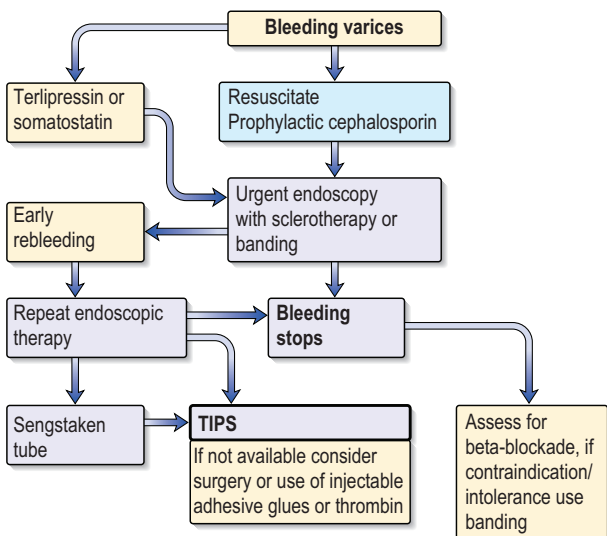 Bleeding varices
Terlipressin or
somatostatin
Resuscitate
Prophylactic cephalosporin
Urgent endoscopy
with sclerotherapy or
banding
Early
rebleeding
Repeat endoscopic
therapy
Bleeding
stops
Sengstaken
tube
TIPS
If not available consider
surgery or use of injectable
adhesive glues or thrombin
Assess for
beta-blockade, if
contraindication/
intolerance use
banding